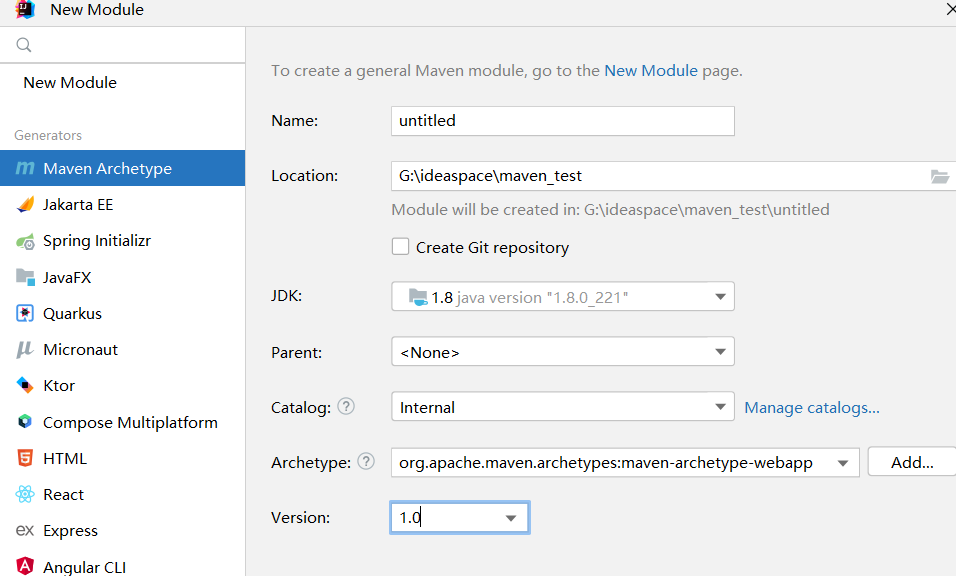 New Module
New Module
Generators
Maven Archetype
Jakarta EE
Spring Initializr
JavaFX
Quarkus
Micronaut
Ktor
Compose Multiplatform
HTML
React
ex Express
Angular CLI
To create a general Maven module, go to the New Module page.
Name: untitled
Location: G:\ideaspace\maven_test
Module will be created in: G:\ideaspace\maven_test\untitled
Create Git repository
JDK: 1.8 java version "1.8.0_221"
Parent: <None>
Catalog: ? Internal Manage catalogs...
Archetype: ? org.apache.maven.archetypes:maven-archetype-webapp Add...
Version: 1.0